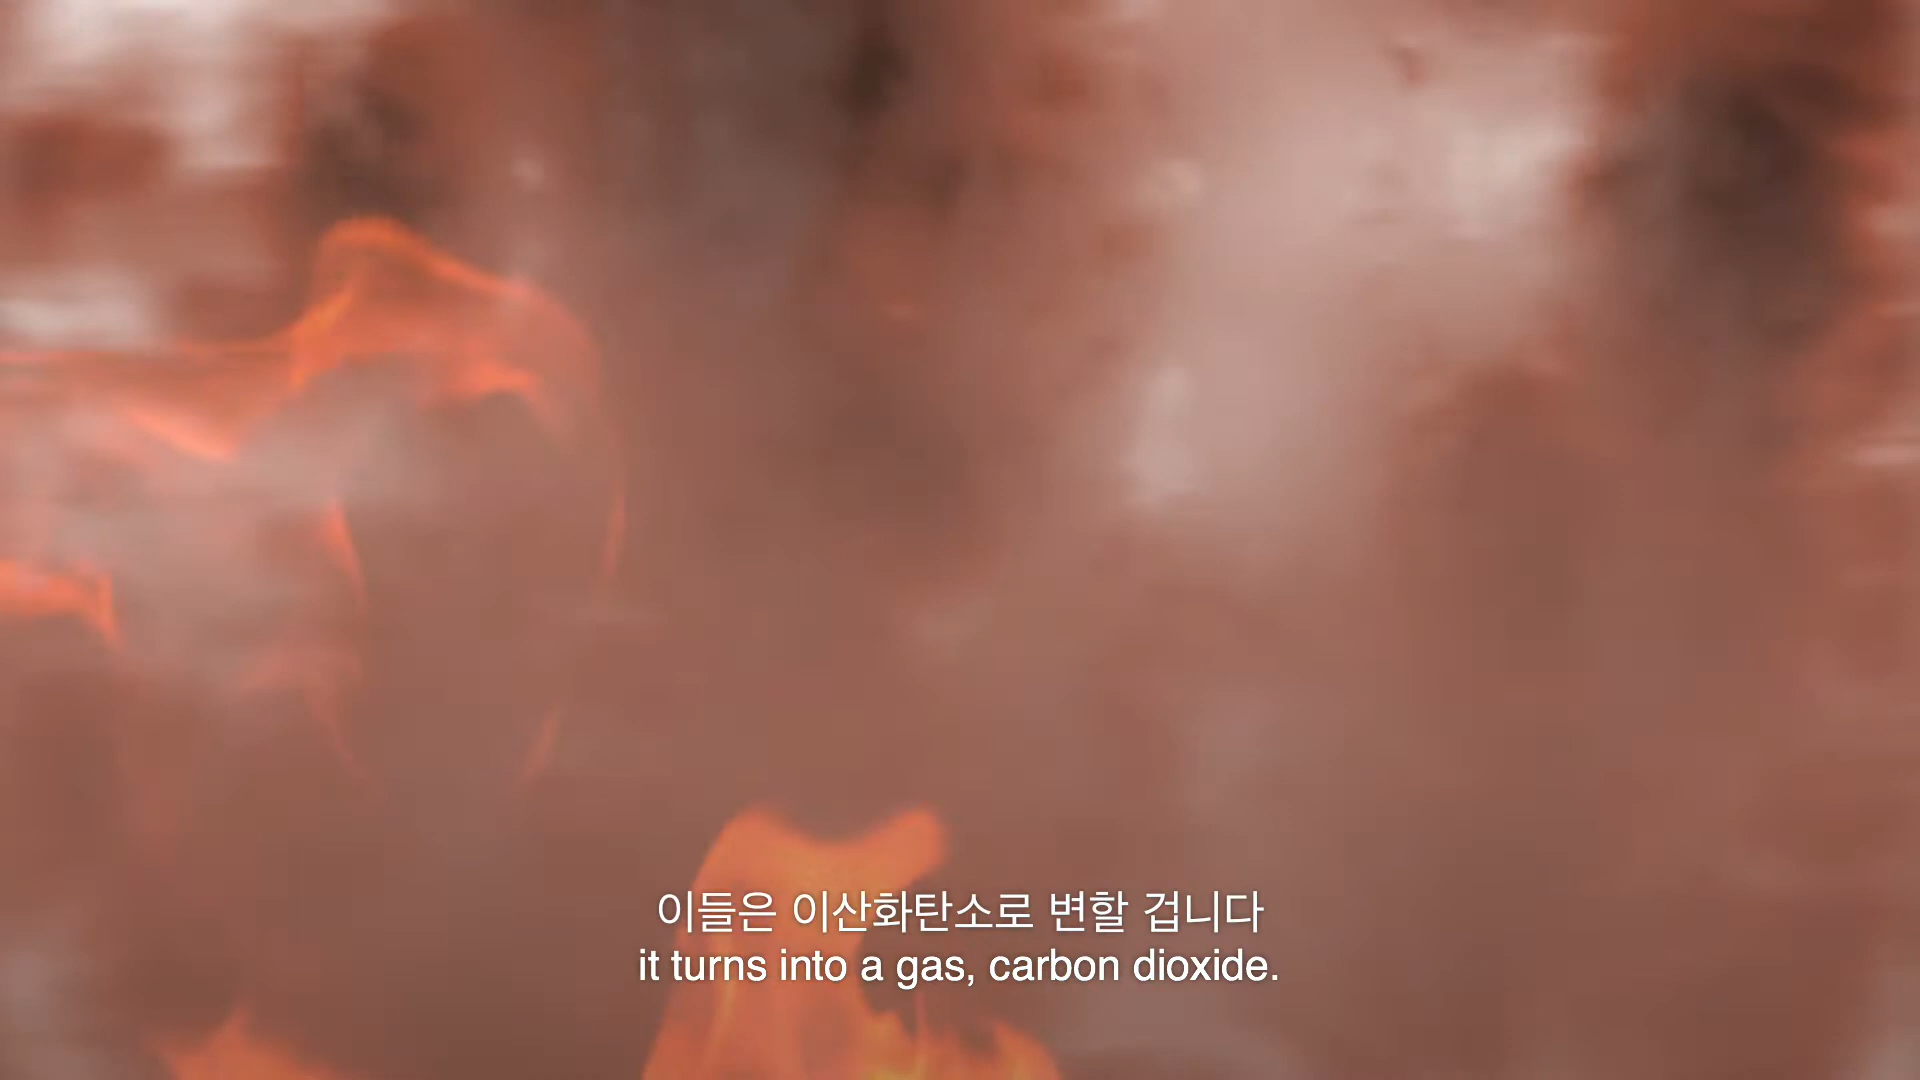 이들은 이산화탄소로 변할 겁니다
it turns into a gas, carbon dioxide.